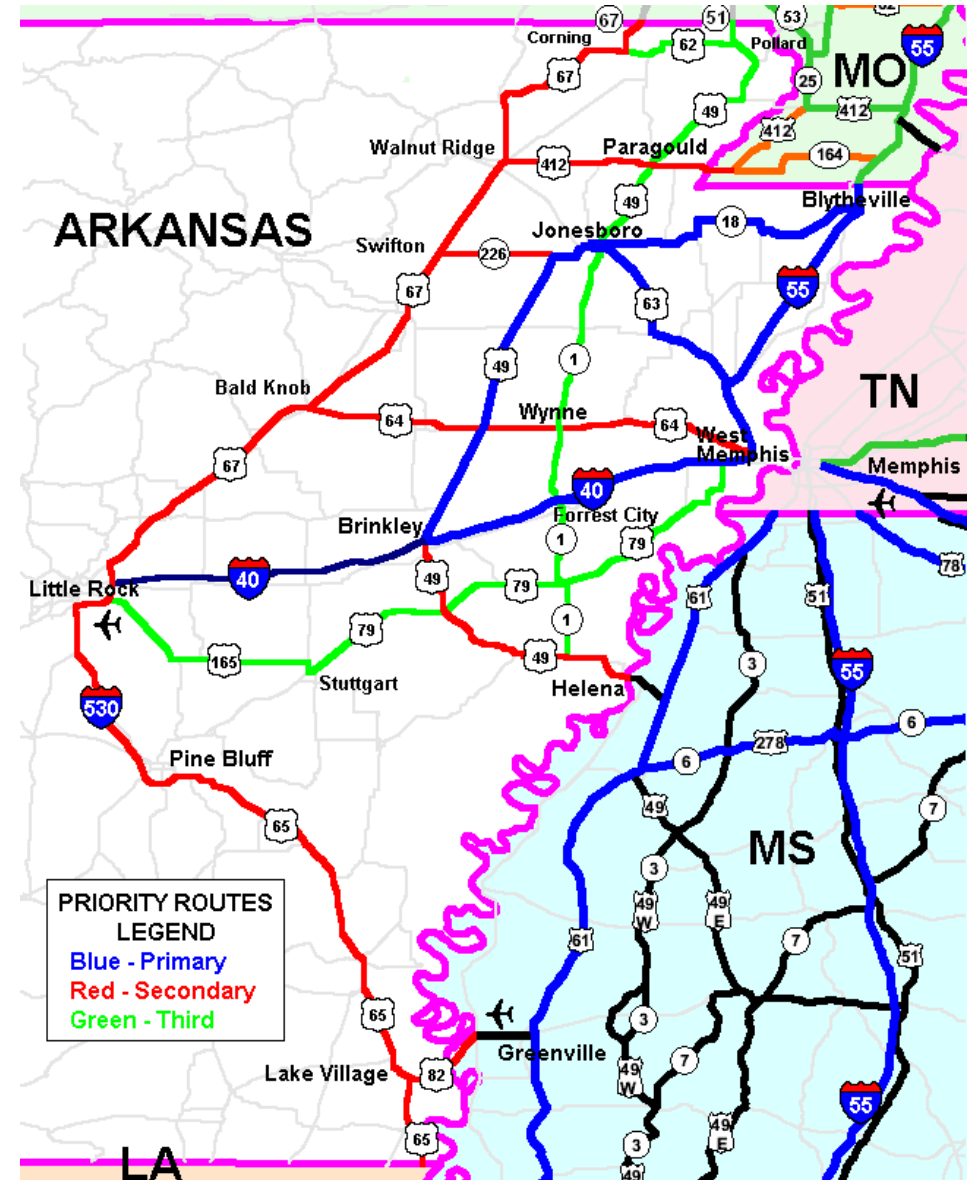 67
51
53
62
Corning
62
Pollard
55
67
25
MO
49
412
412
Walnut Ridge
412
Paragould
164
49
Blytheville
ARKANSAS
Jonesboro
18
Swifton
226
67
63
55
49
1
TN
Bald Knob
64
Wynne
64
West
Memphis
67
Memphis
40
Brinkley
Forrest City
1
79
78
Little Rock
40
49
79
61
51
79
1
165
49
3
55
Stuttgart
Helena
530
6
278
6
Pine Bluff
65
49
7
3
MS
PRIORITY ROUTES
LEGEND
Blue - Primary
Red - Secondary
Green - Third
49
W
49
E
61
7
51
65
3
Greenville
7
Lake Village
82
49
W
55
65
3
49
E
LA
49